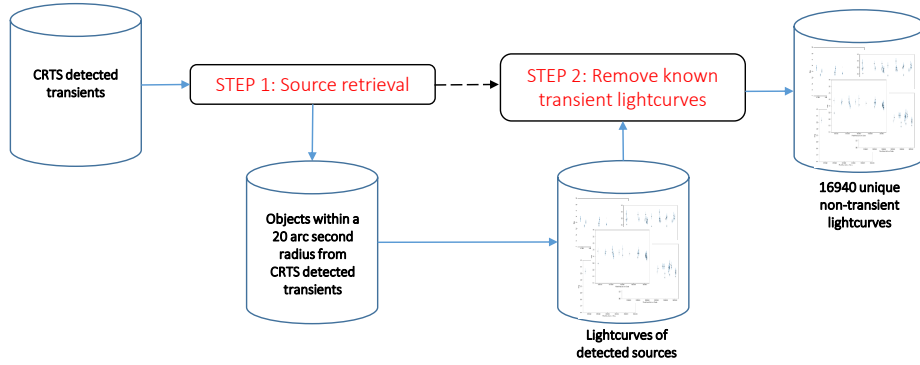 CRTS detected
transients
STEP 1: Source retrieval
STEP 2: Remove known
transient lightcurves
Objects within a
20 arc second
radius from
CRTS detected
transients
Lightcurves of
detected sources
16940 unique
non-transient
lightcurves